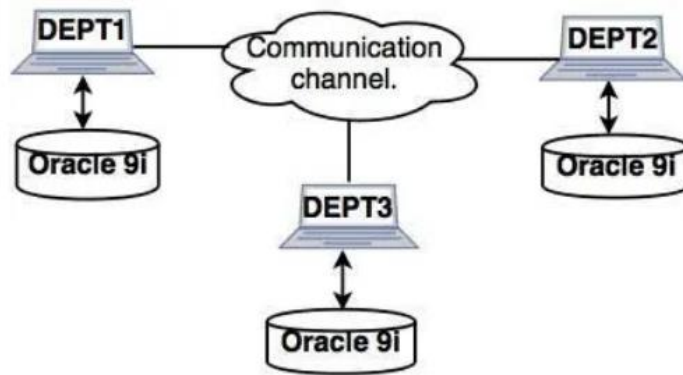 DEPT1
Communication
channel.
DEPT2
Oracle 9i
Oracle 9i
DEPT3
Oracle 9i